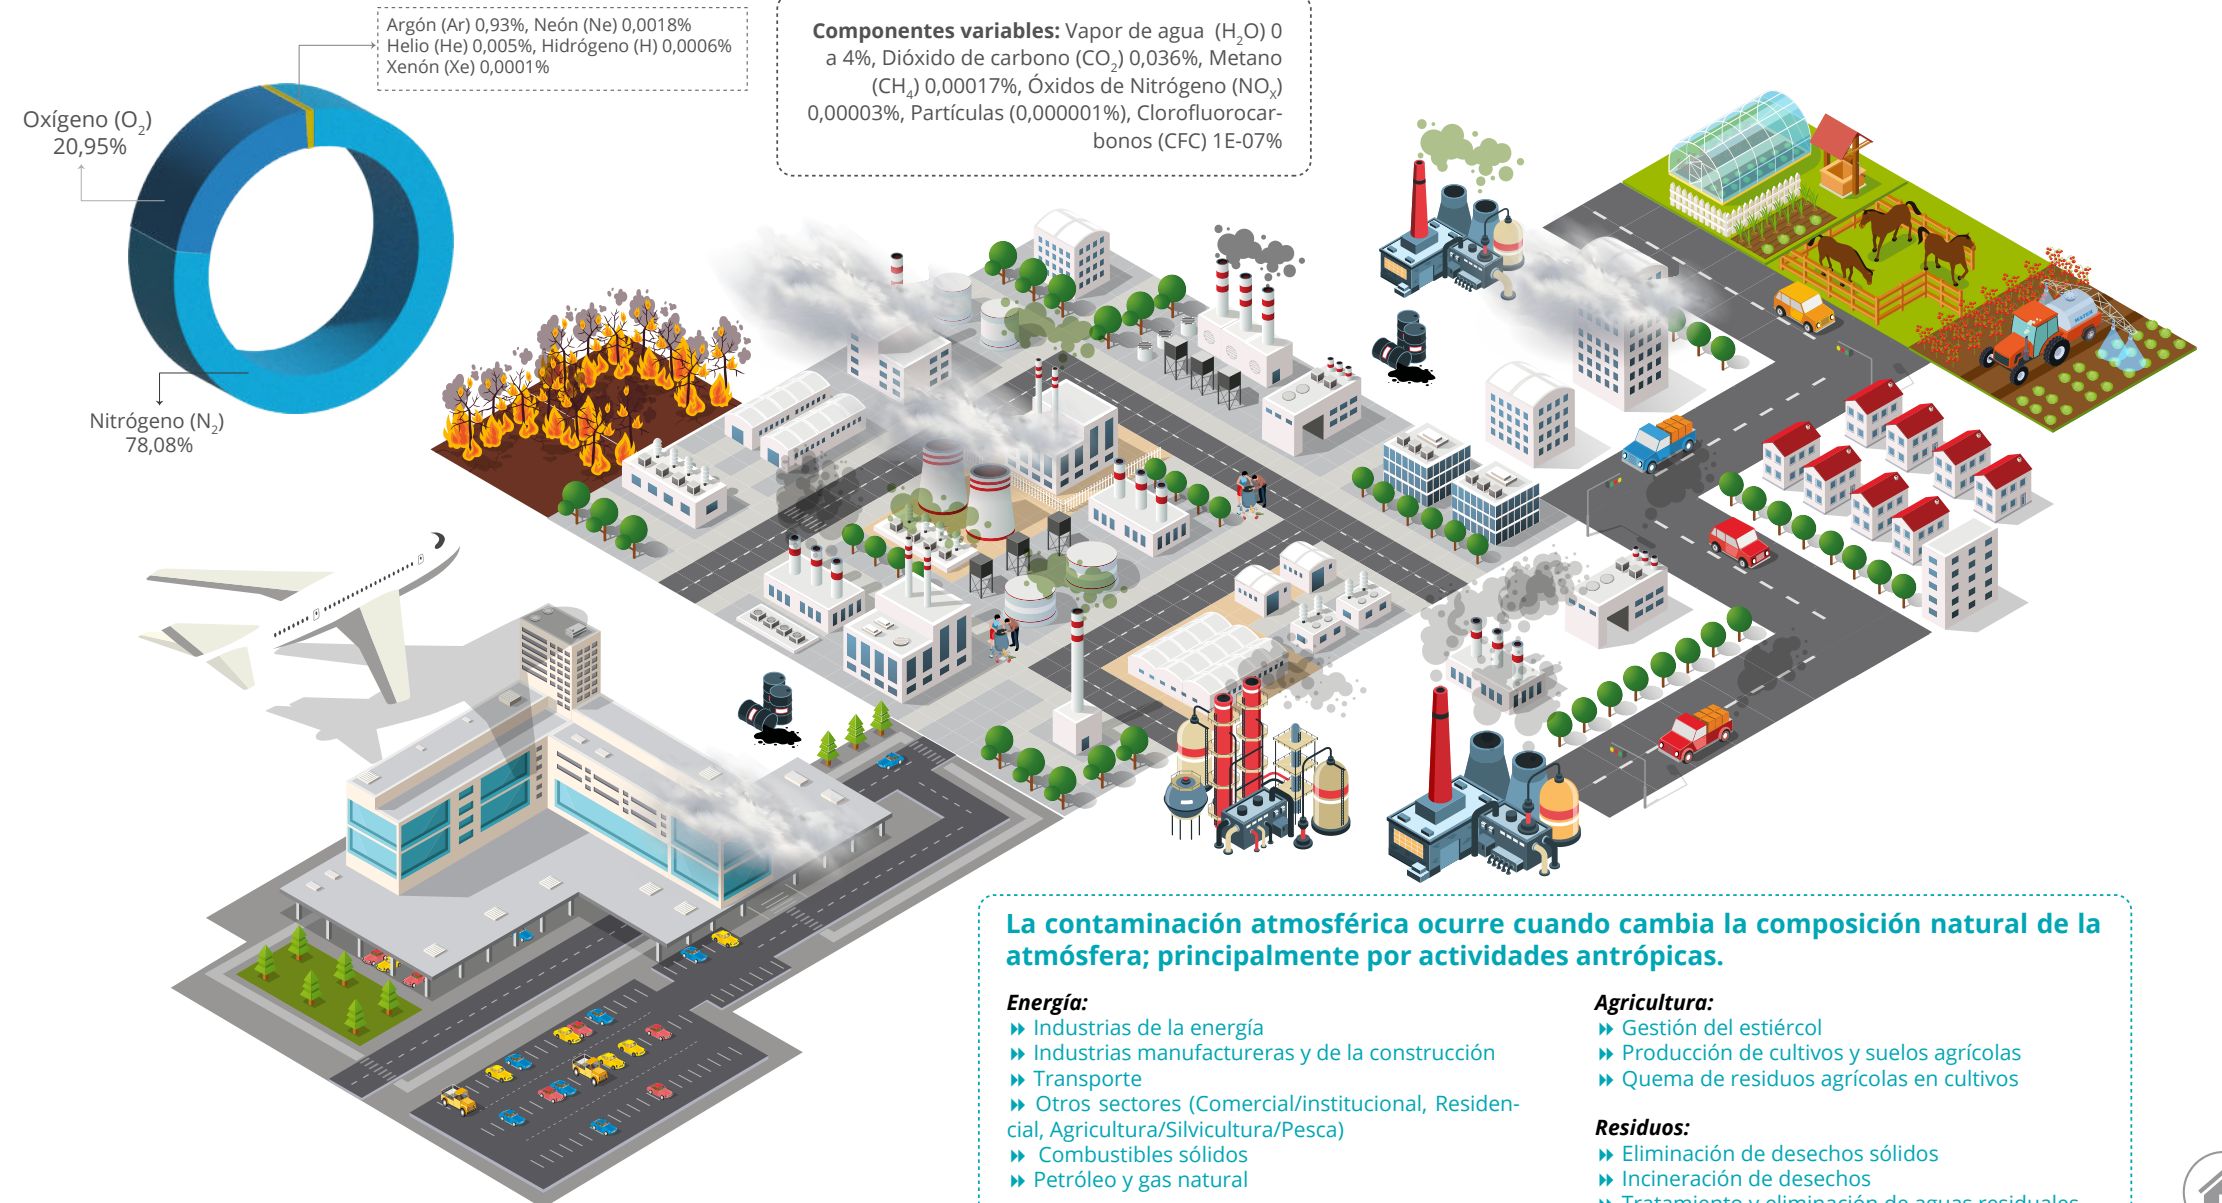 Argón (Ar) 0,93%, Neón (Ne) 0,0018%
Helio (He) 0,005%, Hidrógeno (H) 0,0006%
Xenón (Xe) 0,0001%
Oxígeno (O₂)
20,95%
Nitrógeno (N₂)
78,08%
Componentes variables: Vapor de agua (H₂O) 0
a 4%, Dióxido de carbono (CO₂) 0,036%, Metano
(CH₄) 0,00017%, Óxidos de Nitrógeno (NOₓ)
0,00003%, Partículas (0,000001%), Clorofluorocar-
bonos (CFC) 1E-07%
WATER
La contaminación atmosférica ocurre cuando cambia la composición natural de la
atmósfera; principalmente por actividades antrópicas.
Energía:
Industrias de la energía
Industrias manufactureras y de la construcción
Transporte
Otros sectores (Comercial/institucional, Residen-
cial, Agricultura/Silvicultura/Pesca)
Combustibles sólidos
Petróleo y gas natural
Agricultura:
Gestión del estiércol
Producción de cultivos y suelos agrícolas
Quema de residuos agrícolas en cultivos
Residuos:
Eliminación de desechos sólidos
Incineración de desechos
Tratamiento y eliminación de aguas residuales